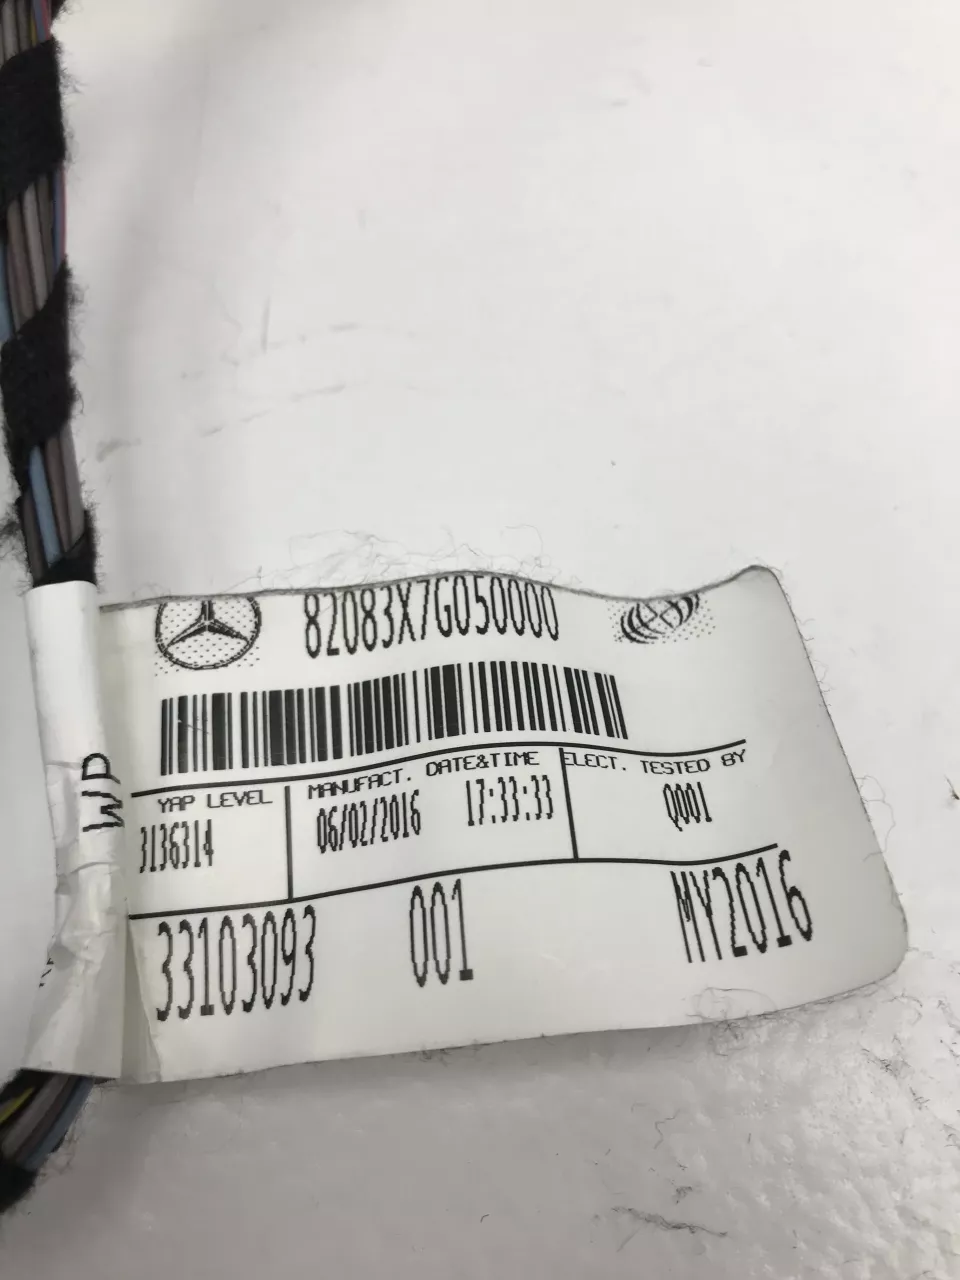 82083X7G050000
YAP LEVEL MANUFACT. DATE&TIME ELECT. TESTED BY
3136314 06/02/2016 17:33:33 Q001
33103093 001 MY2016
WP